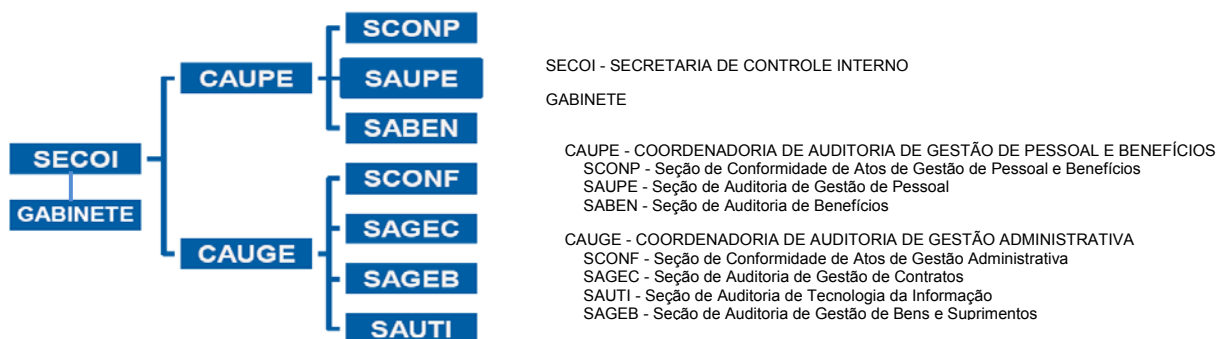 SECOI
GABINETE
CAUPE
SCONP
SAUPE
SABEN
CAUGE
SCONF
SAGEC
SAGEB
SAUTI
SECOI - SECRETARIA DE CONTROLE INTERNO
GABINETE
CAUPE - COORDENADORIA DE AUDITORIA DE GESTÃO DE PESSOAL E BENEFÍCIOS
SCONP - Seção de Conformidade de Atos de Gestão de Pessoal e Benefícios
SAUPE - Seção de Auditoria de Gestão de Pessoal
SABEN - Seção de Auditoria de Benefícios
CAUGE - COORDENADORIA DE AUDITORIA DE GESTÃO ADMINISTRATIVA
SCONF - Seção de Conformidade de Atos de Gestão Administrativa
SAGEC - Seção de Auditoria de Gestão de Contratos
SAUTI - Seção de Auditoria de Tecnologia da Informação
SAGEB - Seção de Auditoria de Gestão de Bens e Suprimentos